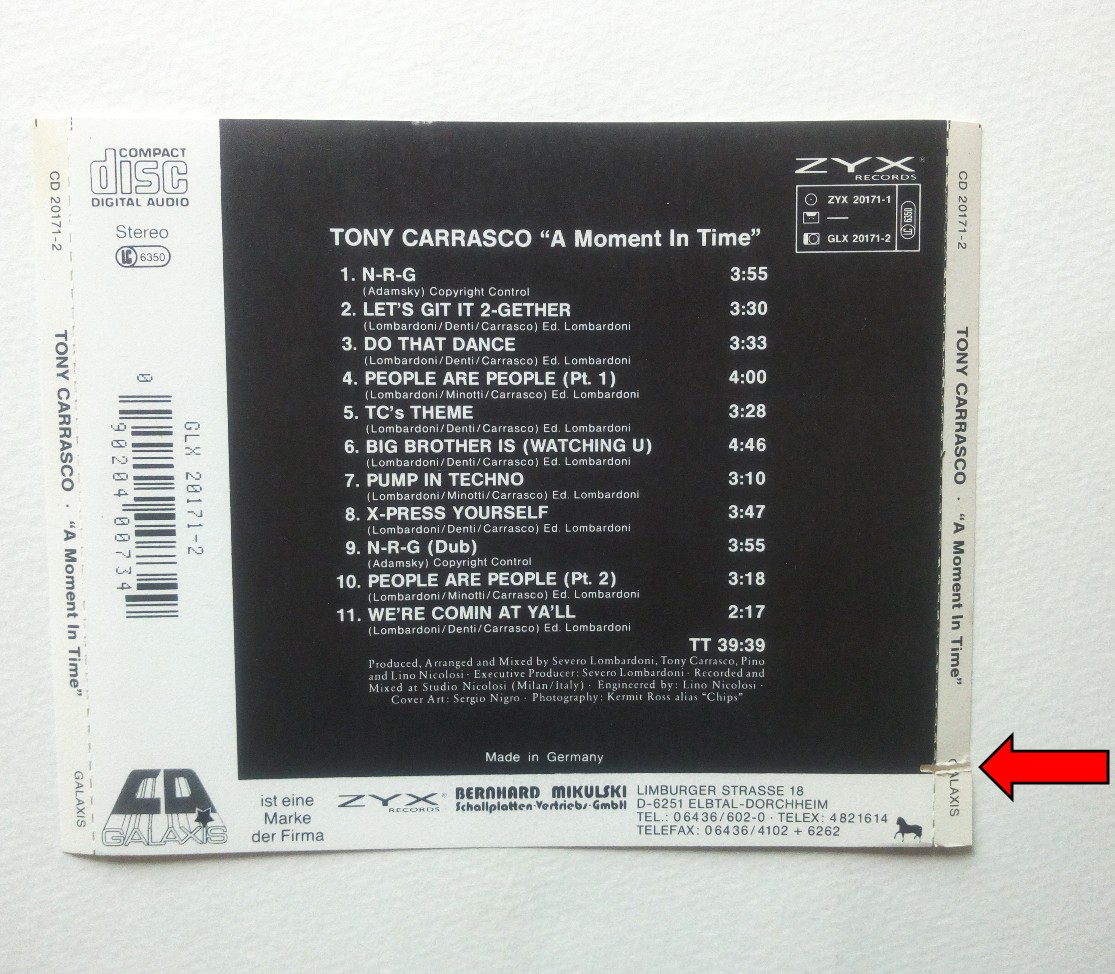 CD 20171-2
TONY CARRASCO · "A Moment In Time"
GALAXIS
COMPACT
disc
DIGITAL AUDIO
Stereo
LC 6350
GLX 20171-2
0
90204 00734
ZYX®
RECORDS
ZYX 20171-1
—
GLX 20171-2
LC 6350
TONY CARRASCO "A Moment In Time"
1. N-R-G 3:55
(Adamsky) Copyright Control
2. LET'S GIT IT 2-GETHER 3:30
(Lombardoni/Denti/Carrasco) Ed. Lombardoni
3. DO THAT DANCE 3:33
(Lombardoni/Denti/Carrasco) Ed. Lombardoni
4. PEOPLE ARE PEOPLE (Pt. 1) 4:00
(Lombardoni/Minotti/Carrasco) Ed. Lombardoni
5. TC's THEME 3:28
(Lombardoni/Denti/Carrasco) Ed. Lombardoni
6. BIG BROTHER IS (WATCHING U) 4:46
(Lombardoni/Denti/Carrasco) Ed. Lombardoni
7. PUMP IN TECHNO 3:10
(Lombardoni/Minotti/Carrasco) Ed. Lombardoni
8. X-PRESS YOURSELF 3:47
(Lombardoni/Denti/Carrasco) Ed. Lombardoni
9. N-R-G (Dub) 3:55
(Adamsky) Copyright Control
10. PEOPLE ARE PEOPLE (Pt. 2) 3:18
(Lombardoni/Minotti/Carrasco) Ed. Lombardoni
11. WE'RE COMIN AT YA'LL 2:17
(Lombardoni/Denti/Carrasco) Ed. Lombardoni
TT 39:39
Produced, Arranged and Mixed by Severo Lombardoni, Tony Carrasco, Pino
and Lino Nicolosi · Executive Producer: Severo Lombardoni · Recorded and
Mixed at Studio Nicolosi (Milan/Italy) · Engineered by: Lino Nicolosi ·
Cover Art: Sergio Nigro · Photography: Kermit Ross alias "Chips"
Made in Germany
CD
GALAXIS
ist eine
Marke
der Firma
ZYX®
RECORDS
BERNHARD MIKULSKI
Schallplatten-Vertriebs-GmbH
LIMBURGER STRASSE 18
D-6251 ELBTAL-DORCHHEIM
TEL.: 06436/602-0 · TELEX: 4821614
TELEFAX: 06436/4102 + 6262
CD 20171-2
TONY CARRASCO · "A Moment In Time"
GALAXIS